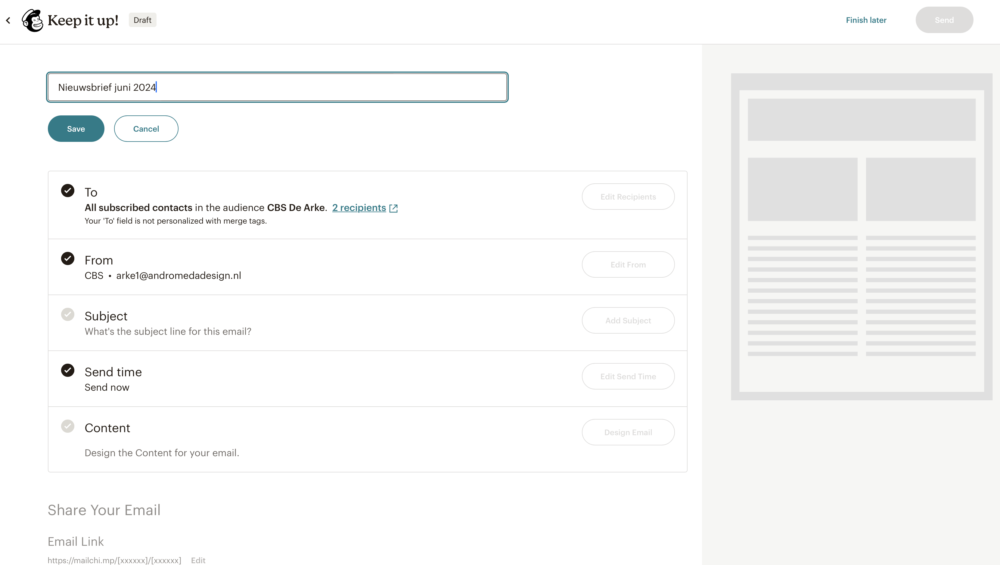 Keep it up!
Draft
Finish later
Send
Nieuwsbrief juni 2024
Save
Cancel
To
All subscribed contacts in the audience CBS De Arke. 2 recipients
Your 'To' field is not personalized with merge tags.
Edit Recipients
From
CBS • arke1@andromedadesign.nl
Edit From
Subject
What's the subject line for this email?
Add Subject
Send time
Send now
Edit Send Time
Content
Design the Content for your email.
Design Email
Share Your Email
Email Link
https://mailchi.mp/[xxxxxx]/[xxxxxx] Edit